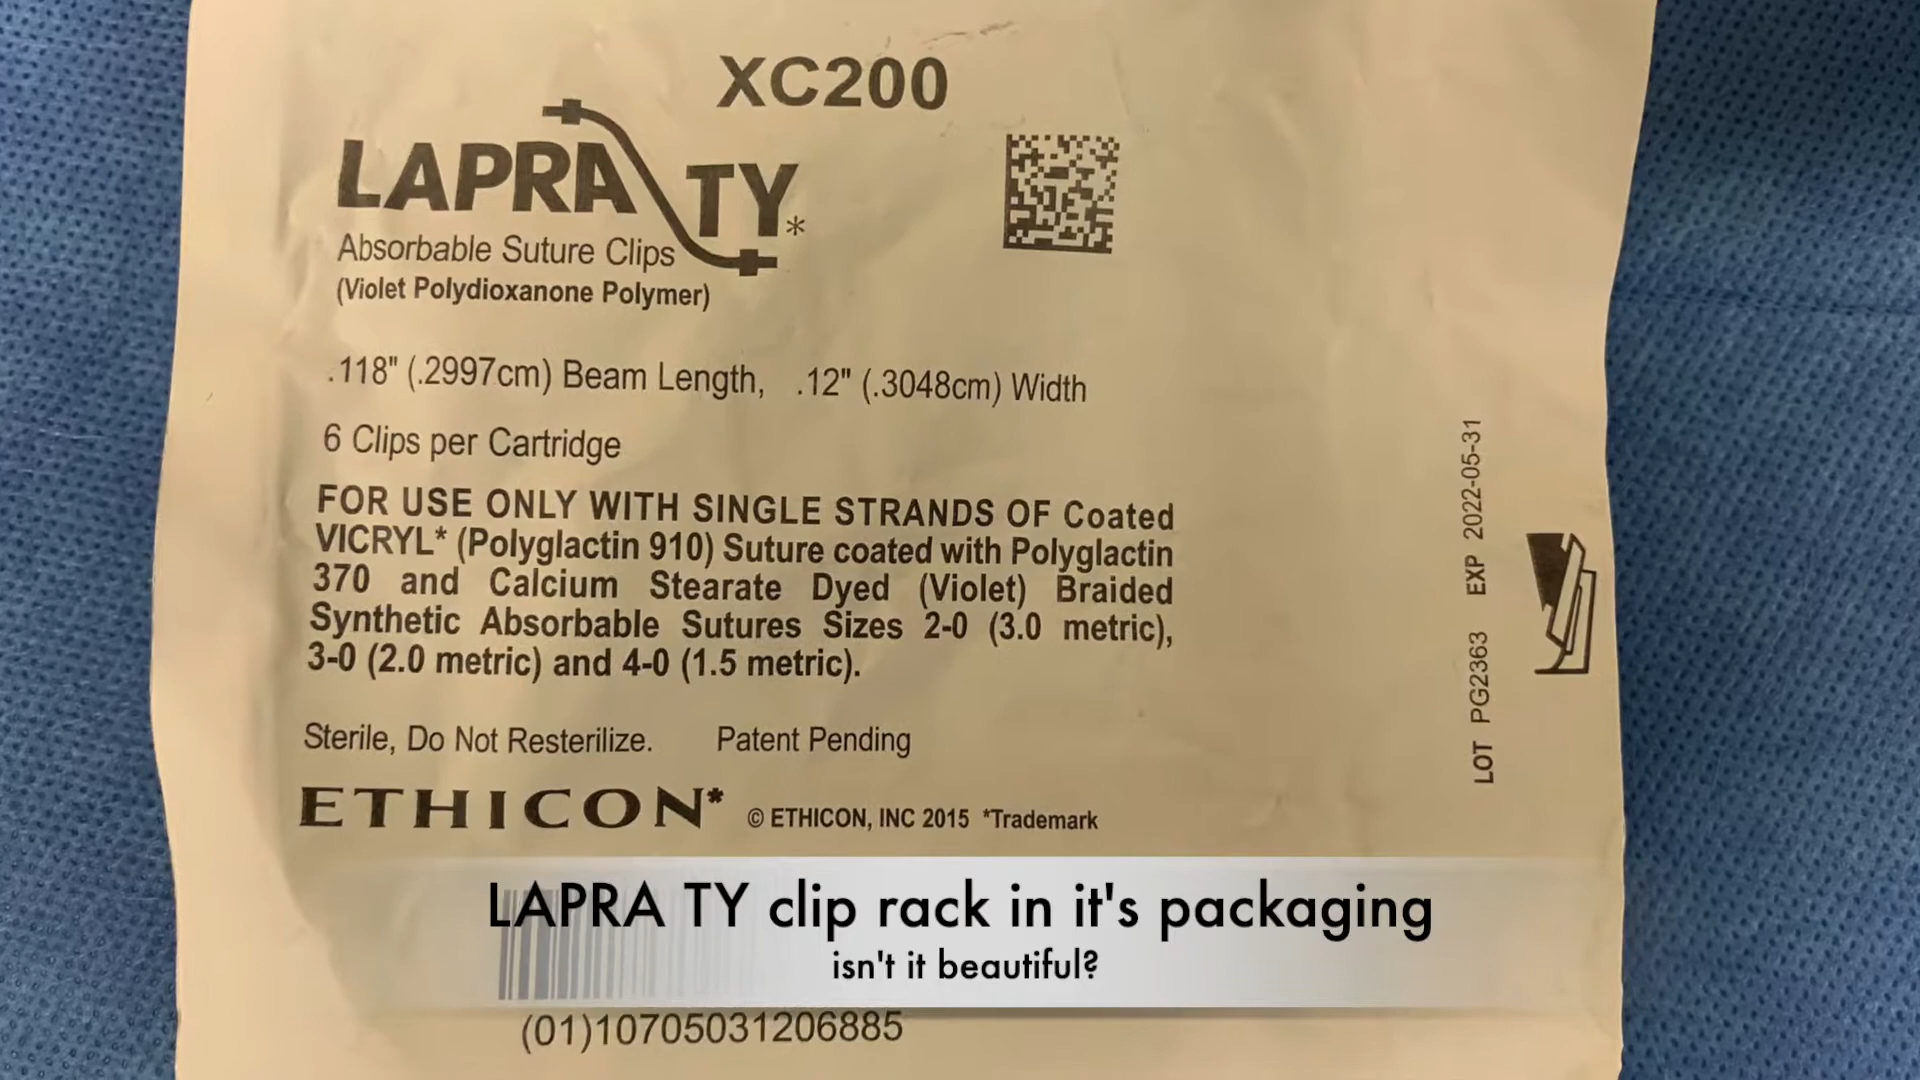 XC200
LAPRA TY*
Absorbable Suture Clips
(Violet Polydioxanone Polymer)
.118" (.2997cm) Beam Length, .12" (.3048cm) Width
6 Clips per Cartridge
FOR USE ONLY WITH SINGLE STRANDS OF Coated
VICRYL* (Polyglactin 910) Suture coated with Polyglactin
370 and Calcium Stearate Dyed (Violet) Braided
Synthetic Absorbable Sutures Sizes 2-0 (3.0 metric),
3-0 (2.0 metric) and 4-0 (1.5 metric).
Sterile, Do Not Resterilize. Patent Pending
ETHICON* © ETHICON, INC 2015 *Trademark
LOT PG2363 EXP 2022-05-31
LAPRA TY clip rack in it's packaging
isn't it beautiful?
(01)10705031206885